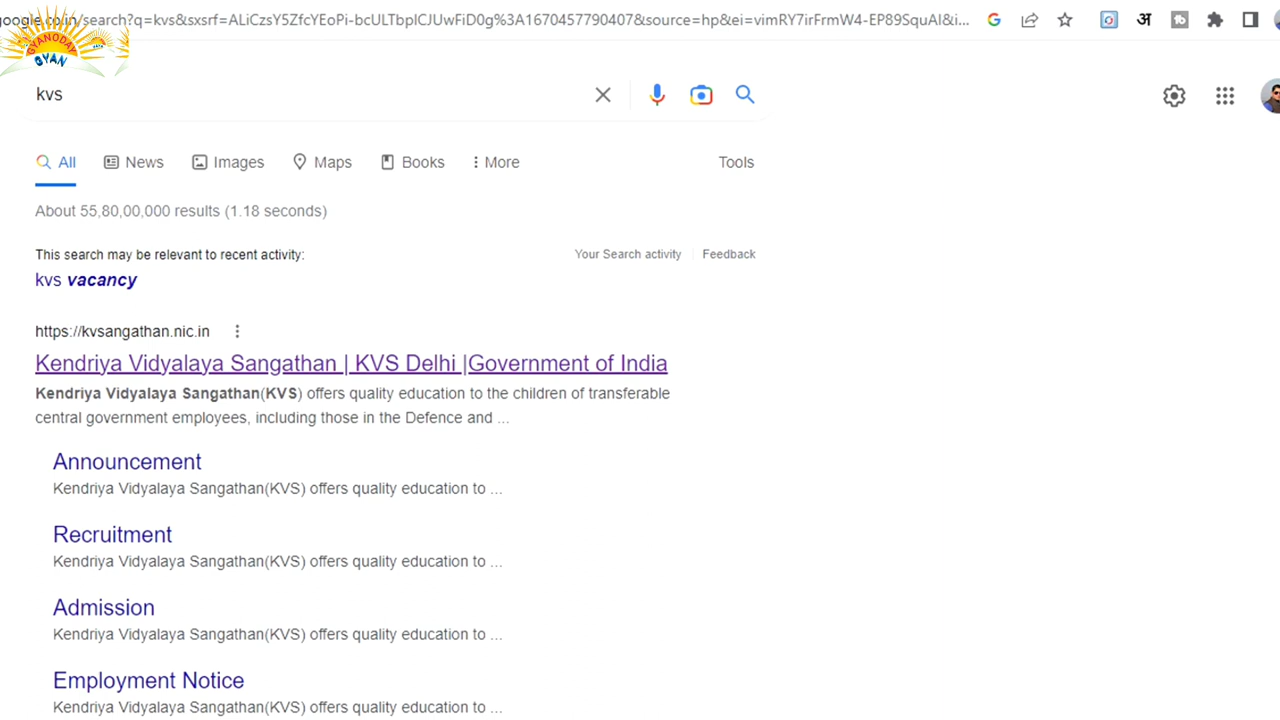 google.co.in/search?q=kvs&sxsrf=ALiCzsY5ZfcYEoPi-bcULTbpICJUwFiD0g%3A1670457790407&source=hp&ei=vimRY7irFrmW4-EP89SquAI&i...
अ
GYANODAY
GYAN
kvs
All News Images Maps Books More Tools
About 55,80,00,000 results (1.18 seconds)
This search may be relevant to recent activity: Your Search activity Feedback
kvs vacancy
https://kvsangathan.nic.in
Kendriya Vidyalaya Sangathan | KVS Delhi |Government of India
Kendriya Vidyalaya Sangathan(KVS) offers quality education to the children of transferable
central government employees, including those in the Defence and ...
Announcement
Kendriya Vidyalaya Sangathan(KVS) offers quality education to ...
Recruitment
Kendriya Vidyalaya Sangathan(KVS) offers quality education to ...
Admission
Kendriya Vidyalaya Sangathan(KVS) offers quality education to ...
Employment Notice
Kendriya Vidyalaya Sangathan(KVS) offers quality education to ...